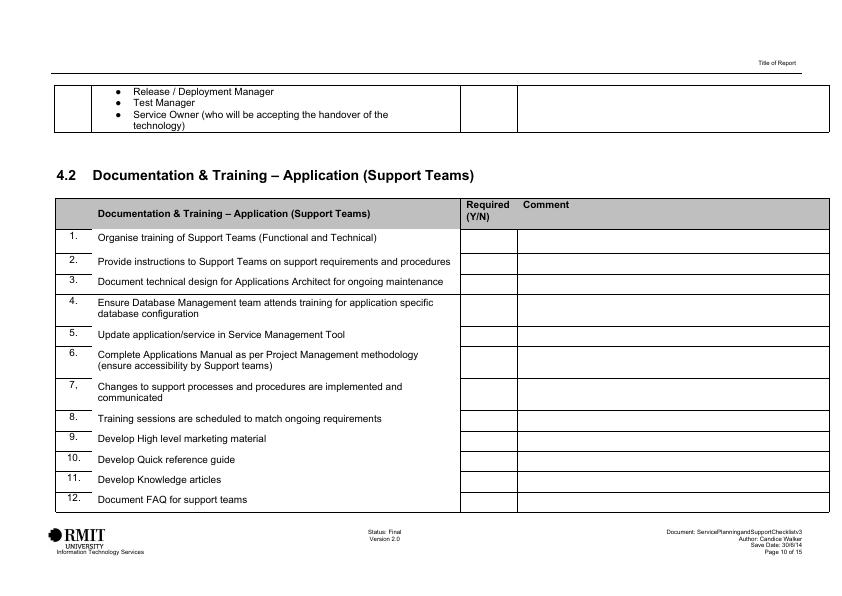 Title of Report
● Release / Deployment Manager
● Test Manager
● Service Owner (who will be accepting the handover of the
technology)
4.2 Documentation & Training – Application (Support Teams)
Documentation & Training – Application (Support Teams) Required Comment
(Y/N)
1. Organise training of Support Teams (Functional and Technical)
2. Provide instructions to Support Teams on support requirements and procedures
3. Document technical design for Applications Architect for ongoing maintenance
4. Ensure Database Management team attends training for application specific
database configuration
5. Update application/service in Service Management Tool
6. Complete Applications Manual as per Project Management methodology
(ensure accessibility by Support teams)
7, Changes to support processes and procedures are implemented and
communicated
8. Training sessions are scheduled to match ongoing requirements
9. Develop High level marketing material
10. Develop Quick reference guide
11. Develop Knowledge articles
12. Document FAQ for support teams
RMIT
UNIVERSITY
Information Technology Services
Status: Final
Version 2.0
Document: ServicePlanningandSupportChecklistv3
Author: Candice Walker
Save Date: 30/6/14
Page 10 of 15